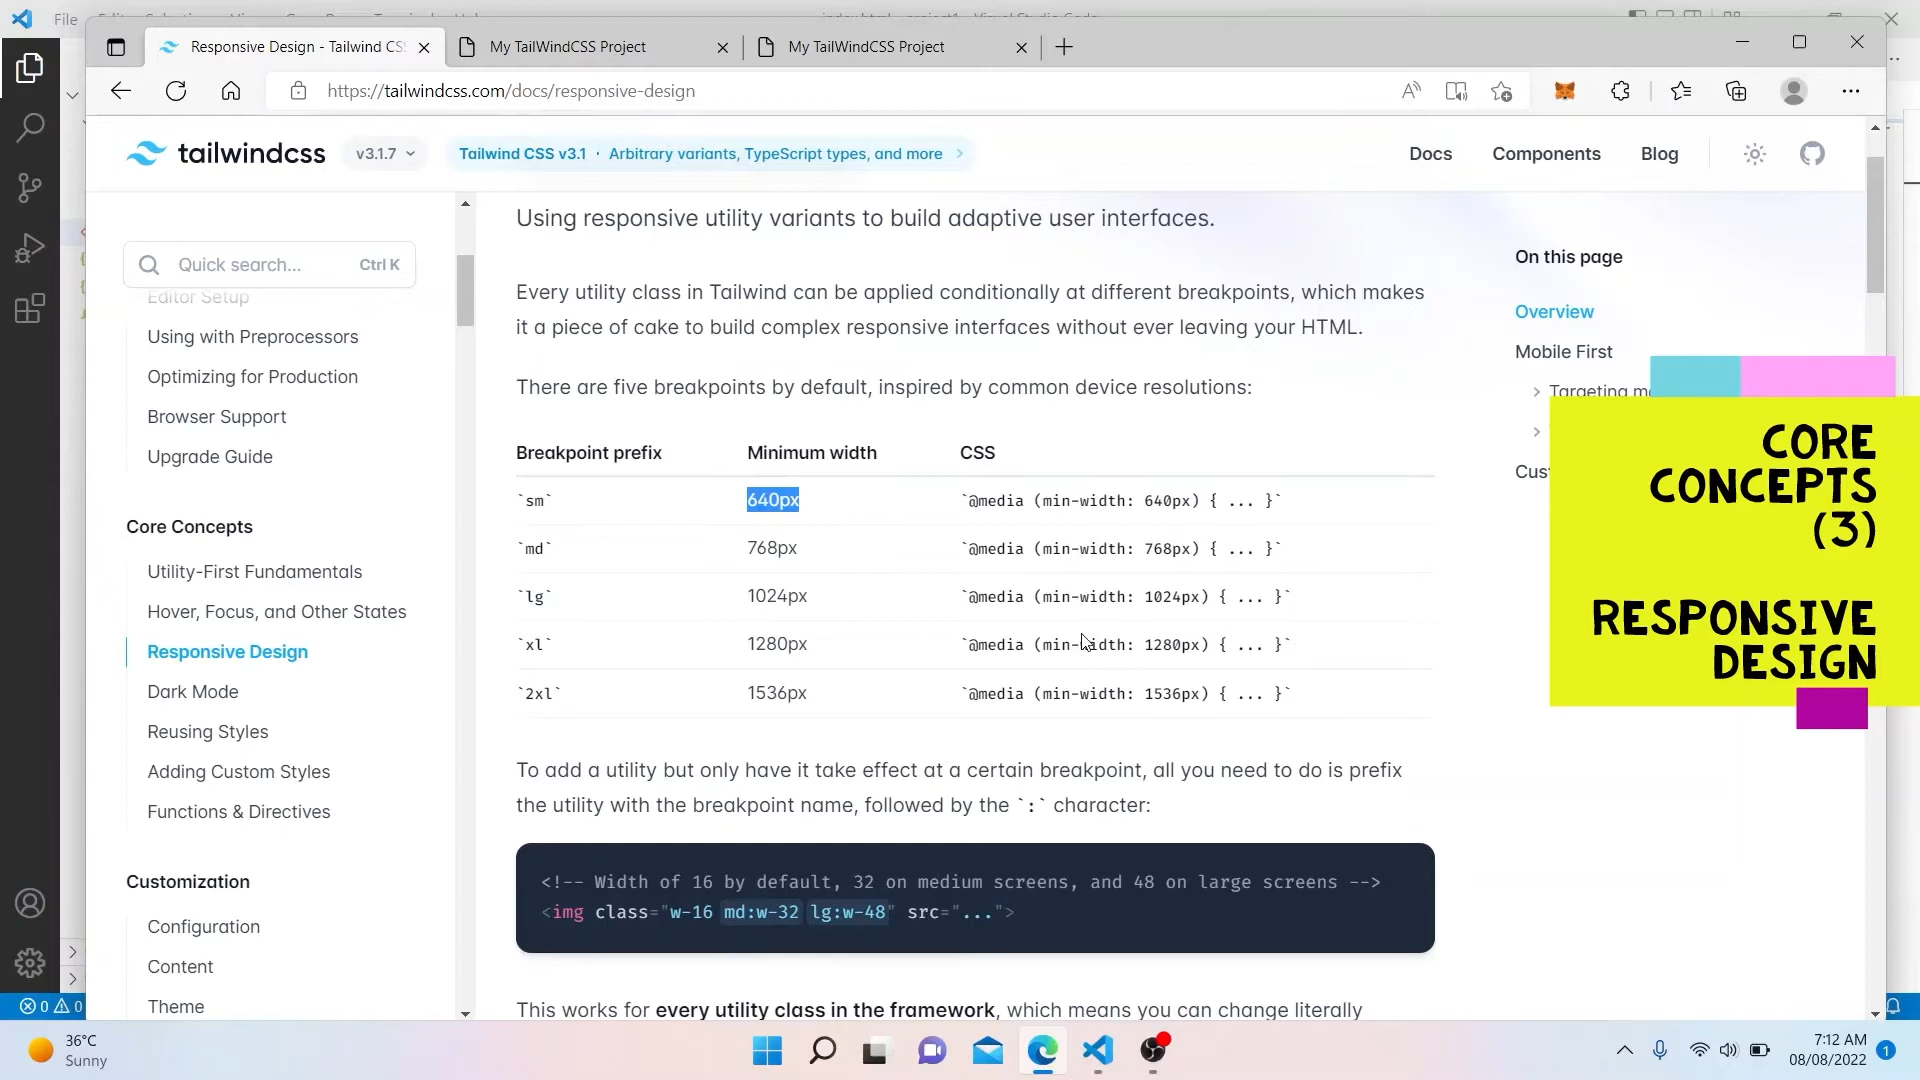 File
Responsive Design - Tailwind CS
My TailWindCSS Project
My TailWindCSS Project
https://tailwindcss.com/docs/responsive-design
tailwindcss
v3.1.7
Tailwind CSS v3.1 · Arbitrary variants, TypeScript types, and more
Docs
Components
Blog
Quick search...
Ctrl K
Editor Setup
Using with Preprocessors
Optimizing for Production
Browser Support
Upgrade Guide
Core Concepts
Utility-First Fundamentals
Hover, Focus, and Other States
Responsive Design
Dark Mode
Reusing Styles
Adding Custom Styles
Functions & Directives
Customization
Configuration
Content
Theme
Using responsive utility variants to build adaptive user interfaces.
Every utility class in Tailwind can be applied conditionally at different breakpoints, which makes
it a piece of cake to build complex responsive interfaces without ever leaving your HTML.
There are five breakpoints by default, inspired by common device resolutions:
Breakpoint prefix Minimum width CSS
`sm` 640px `@media (min-width: 640px) { ... }`
`md` 768px `@media (min-width: 768px) { ... }`
`lg` 1024px `@media (min-width: 1024px) { ... }`
`xl` 1280px `@media (min-width: 1280px) { ... }`
`2xl` 1536px `@media (min-width: 1536px) { ... }`
To add a utility but only have it take effect at a certain breakpoint, all you need to do is prefix
the utility with the breakpoint name, followed by the `:` character:
<!-- Width of 16 by default, 32 on medium screens, and 48 on large screens -->
<img class="w-16 md:w-32 lg:w-48" src="...">
This works for every utility class in the framework, which means you can change literally
On this page
Overview
Mobile First
Targeting m
Cus
CORE
CONCEPTS
(3)
RESPONSIVE
DESIGN
0 0
36°C
Sunny
7:12 AM
08/08/2022
1